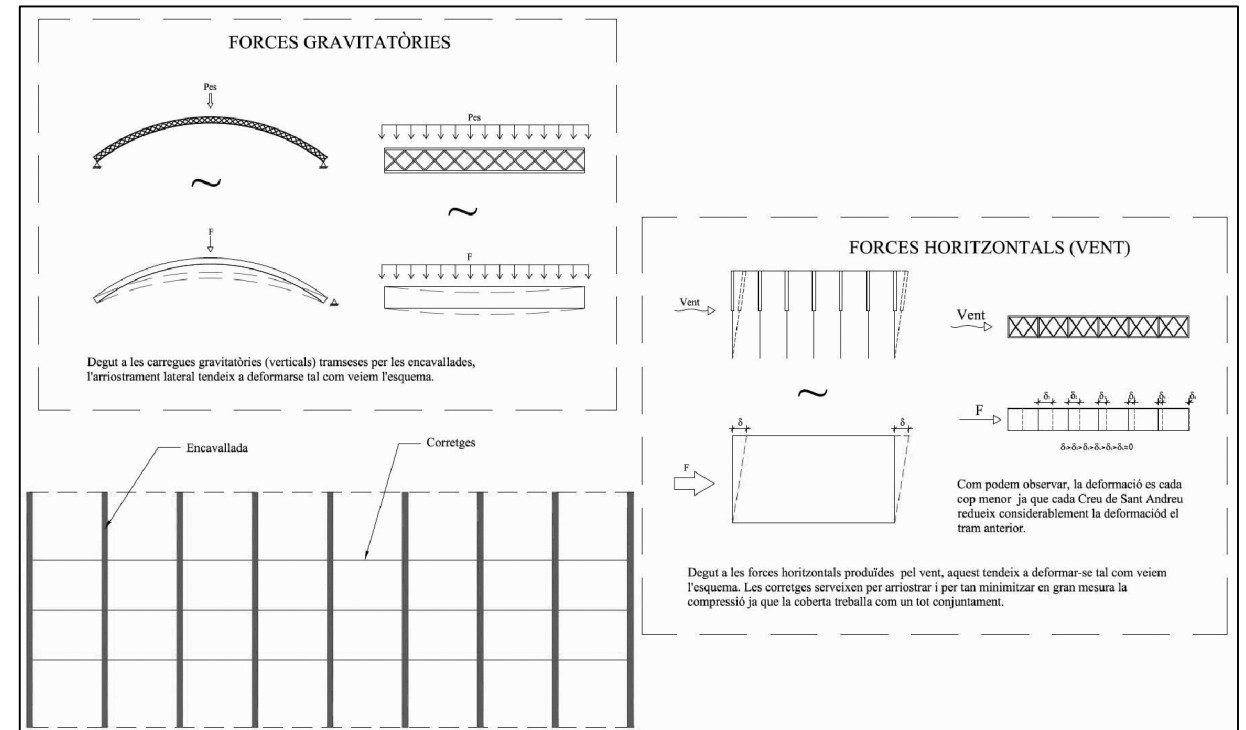 FORCES GRAVITATÒRIES
Pes
Pes
F
F
Degut a les carregues gravitatòries (verticals) tramseses per les encavallades,
l'arriostrament lateral tendeix a deformarse tal com veiem l'esquema.
Encavallada
Corretges
FORCES HORITZONTALS (VENT)
Vent
Vent
F
δ
δ
F
Com podem observar, la deformació es cada
cop menor ja que cada Creu de Sant Andreu
redueix considerablement la deformaciód el
tram anterior.
Degut a les forces horitzontals produïdes pel vent, aquest tendeix a deformar-se tal com veiem
l'esquema. Les corretges serveixen per arriostrar i per tan minimitzar en gran mesura la
compressió ja que la coberta treballa com un tot conjuntament.